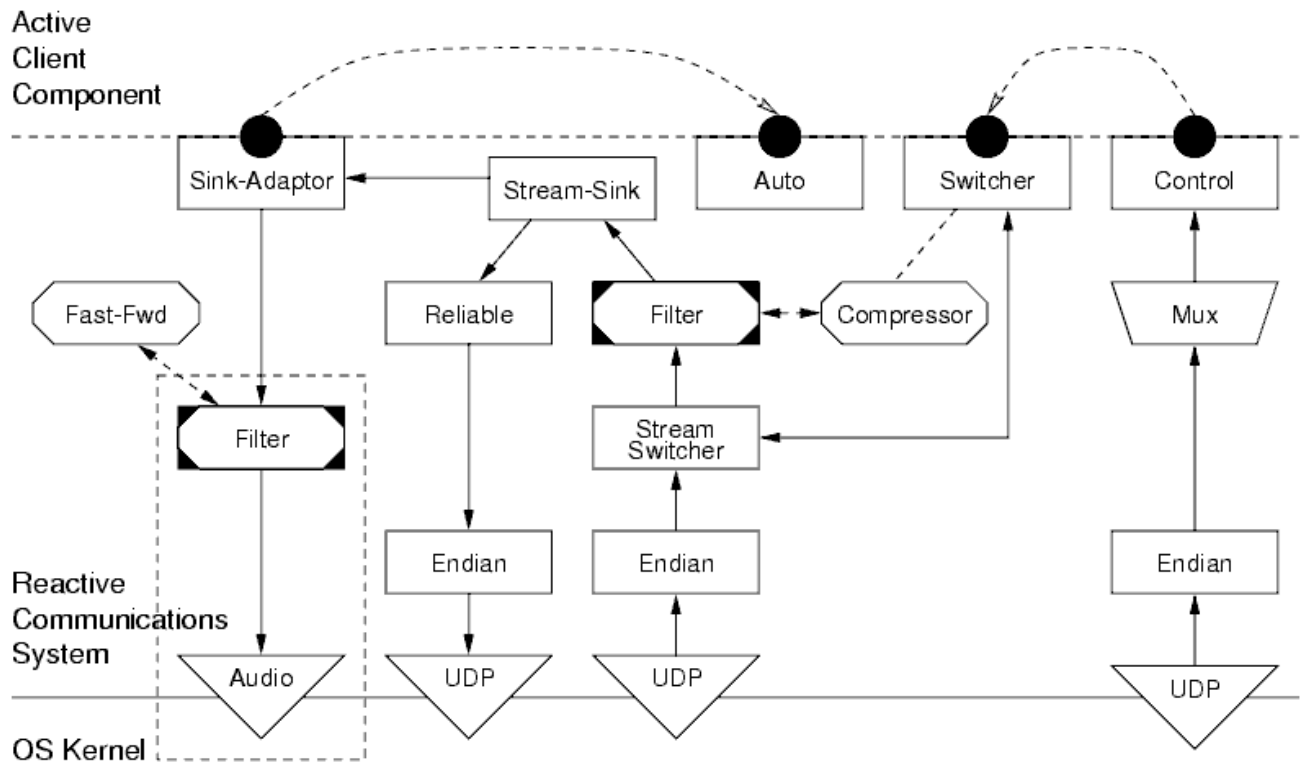 Active
Client
Component
Sink-Adaptor
Stream-Sink
Auto
Switcher
Control
Fast-Fwd
Reliable
Filter
Compressor
Mux
Filter
Stream
Switcher
Endian
Endian
Endian
Reactive
Communications
System
Audio
UDP
UDP
UDP
OS Kernel